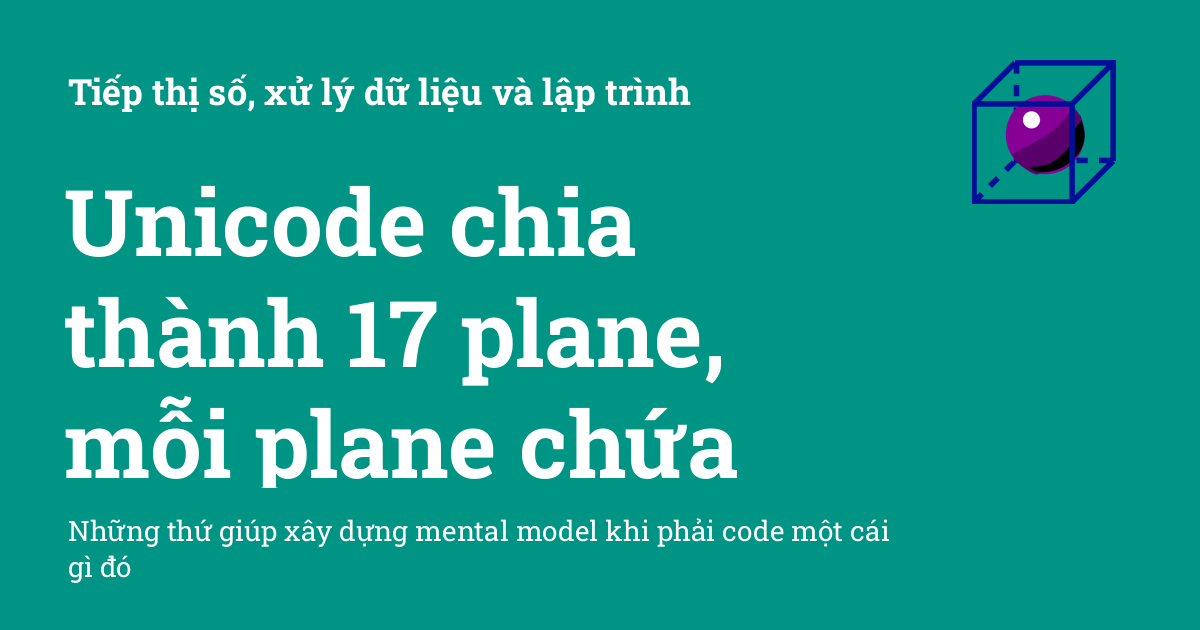 Tiếp thị số, xử lý dữ liệu và lập trình
Unicode chia
thành 17 plane,
mỗi plane chứa
Những thứ giúp xây dựng mental model khi phải code một cái
gì đó